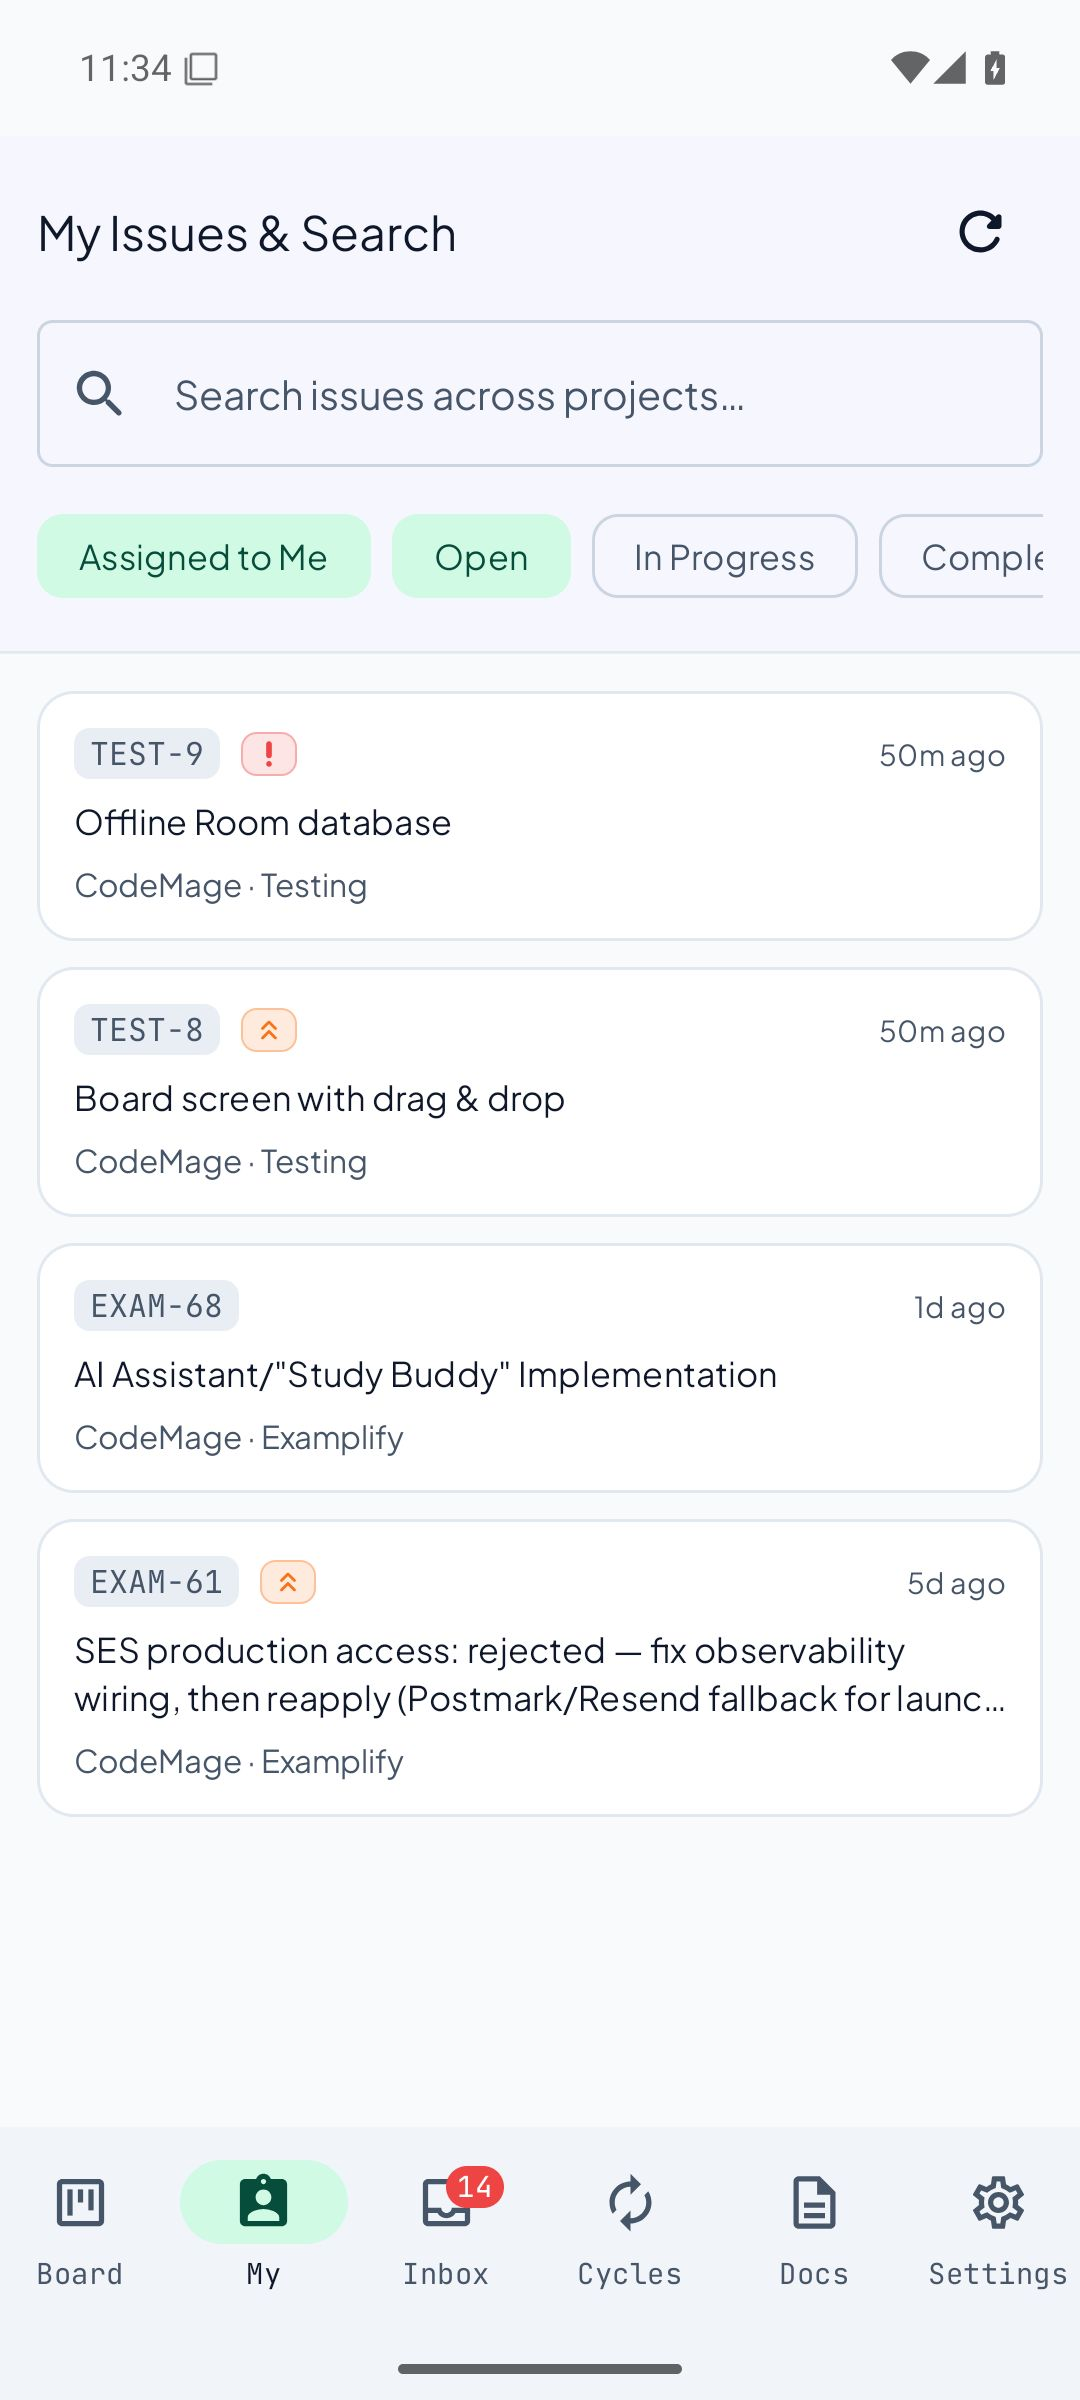 11:34
My Issues & Search
Search issues across projects...
Assigned to Me
Open
In Progress
Comple
TEST-9
50m ago
Offline Room database
CodeMage · Testing
TEST-8
50m ago
Board screen with drag & drop
CodeMage · Testing
EXAM-68
1d ago
AI Assistant/"Study Buddy" Implementation
CodeMage · Examplify
EXAM-61
5d ago
SES production access: rejected — fix observability
wiring, then reapply (Postmark/Resend fallback for launc...
CodeMage · Examplify
14
Board
My
Inbox
Cycles
Docs
Settings